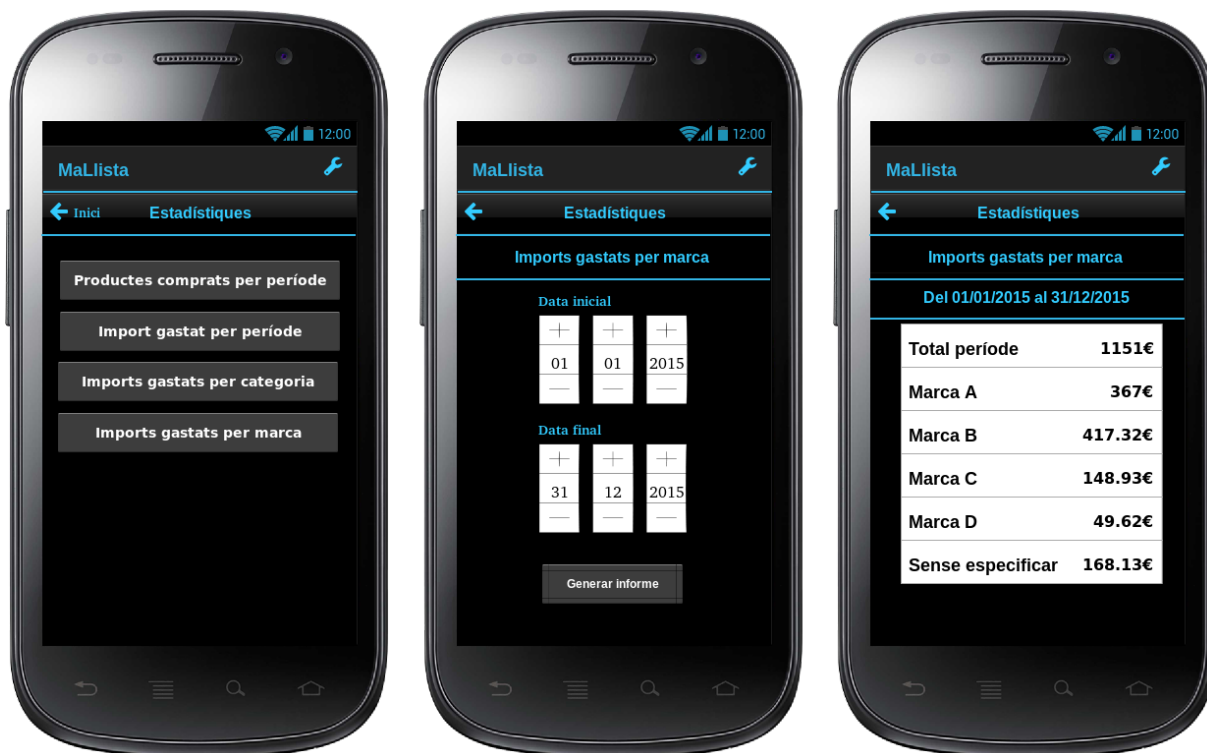 12:00
MaLlista
Inici Estadístiques
Productes comprats per període
Import gastat per període
Imports gastats per categoria
Imports gastats per marca
12:00
MaLlista
Estadístiques
Imports gastats per marca
Data inicial
+ + +
01 01 2015
— — —
Data final
+ + +
31 12 2015
— — —
Generar informe
12:00
MaLlista
Estadístiques
Imports gastats per marca
Del 01/01/2015 al 31/12/2015
Total període 1151€
Marca A 367€
Marca B 417.32€
Marca C 148.93€
Marca D 49.62€
Sense especificar 168.13€